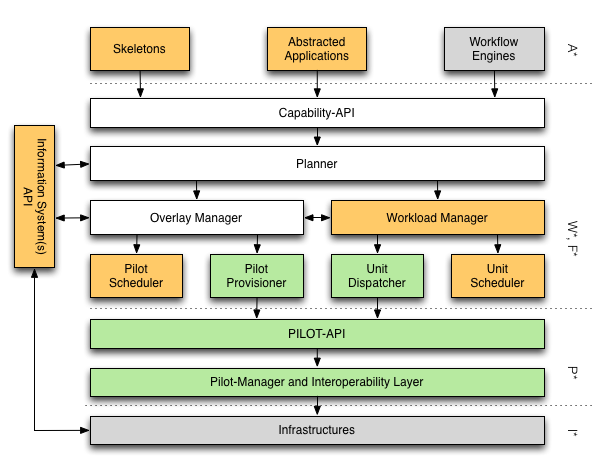 Skeletons
Abstracted
Applications
Workflow
Engines
A*
Capability-API
Information System(s)
API
Planner
Overlay Manager
Workload Manager
W*, F*
Pilot
Scheduler
Pilot
Provisioner
Unit
Dispatcher
Unit
Scheduler
PILOT-API
P*
Pilot-Manager and Interoperability Layer
Infrastructures
I*